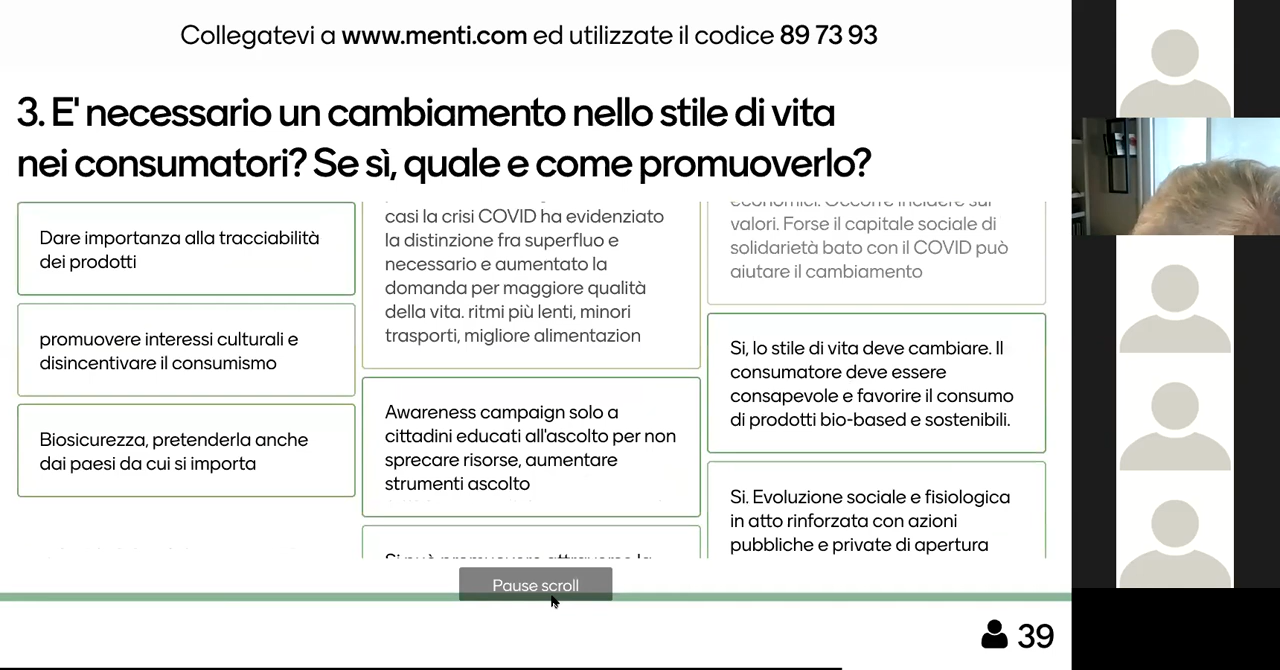 Collegatevi a www.menti.com ed utilizzate il codice 89 73 93
3. E' necessario un cambiamento nello stile di vita
nei consumatori? Se sì, quale e come promuoverlo?
Dare importanza alla tracciabilità
dei prodotti
promuovere interessi culturali e
disincentivare il consumismo
Biosicurezza, pretenderla anche
dai paesi da cui si importa
casi la crisi COVID ha evidenziato
la distinzione fra superfluo e
necessario e aumentato la
domanda per maggiore qualità
della vita. ritmi più lenti, minori
trasporti, migliore alimentazion
Awareness campaign solo a
cittadini educati all'ascolto per non
sprecare risorse, aumentare
strumenti ascolto
Si può promuovere attraverso la
economici. Occorre incidere sui
valori. Forse il capitale sociale di
solidarietà bato con il COVID può
aiutare il cambiamento
Si, lo stile di vita deve cambiare. Il
consumatore deve essere
consapevole e favorire il consumo
di prodotti bio-based e sostenibili.
Si. Evoluzione sociale e fisiologica
in atto rinforzata con azioni
pubbliche e private di apertura
Pause scroll
39